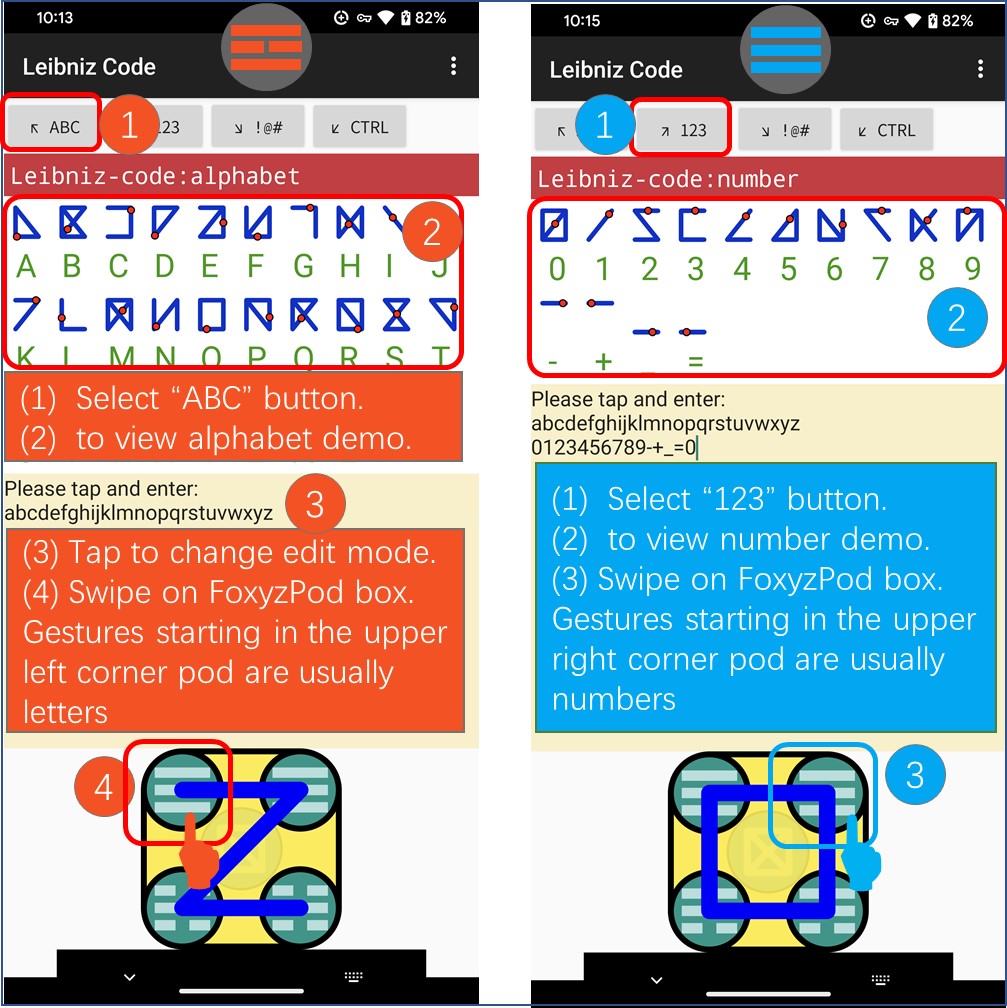 10:13
82%
Leibniz Code
ABC
1
123
!@#
CTRL
Leibniz-code:alphabet
2
A B C D E F G H I J
K L M N O P Q R S T
(1) Select “ABC” button.
(2) to view alphabet demo.
Please tap and enter:
abcdefghijklmnopqrstuvwxyz
3
(3) Tap to change edit mode.
(4) Swipe on FoxyzPod box.
Gestures starting in the upper
left corner pod are usually
letters
4
10:15
82%
Leibniz Code
1
123
!@#
CTRL
Leibniz-code:number
0 1 2 3 4 5 6 7 8 9
- + _ =
2
Please tap and enter:
abcdefghijklmnopqrstuvwxyz
0123456789-+_=0
(1) Select “123” button.
(2) to view number demo.
(3) Swipe on FoxyzPod box.
Gestures starting in the upper
right corner pod are usually
numbers
3